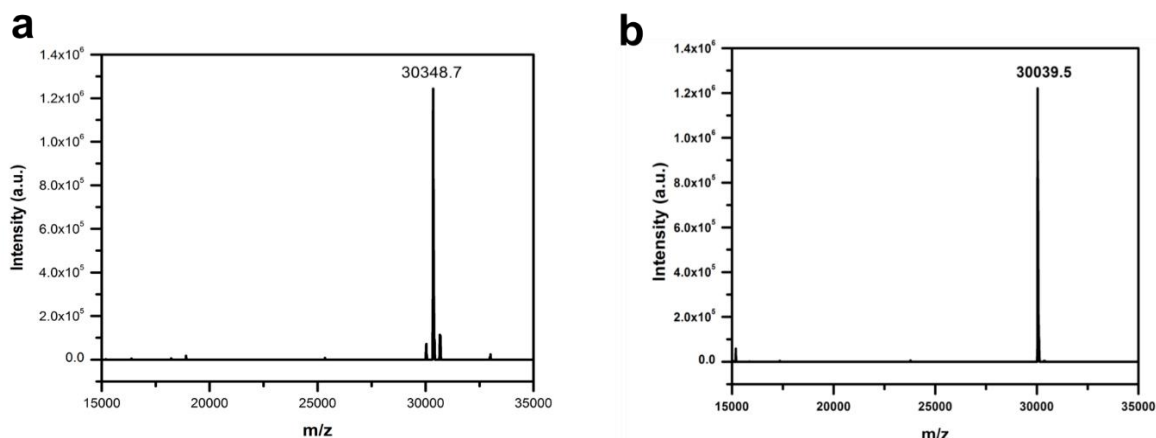 a
30348.7
1.4x10⁶
1.2x10⁶
1.0x10⁶
8.0x10⁵
6.0x10⁵
4.0x10⁵
2.0x10⁵
0.0
Intensity (a.u.)
15000 20000 25000 30000 35000
m/z
b
30039.5
1.4x10⁶
1.2x10⁶
1.0x10⁶
8.0x10⁵
6.0x10⁵
4.0x10⁵
2.0x10⁵
0.0
Intensity (a.u.)
15000 20000 25000 30000 35000
m/z